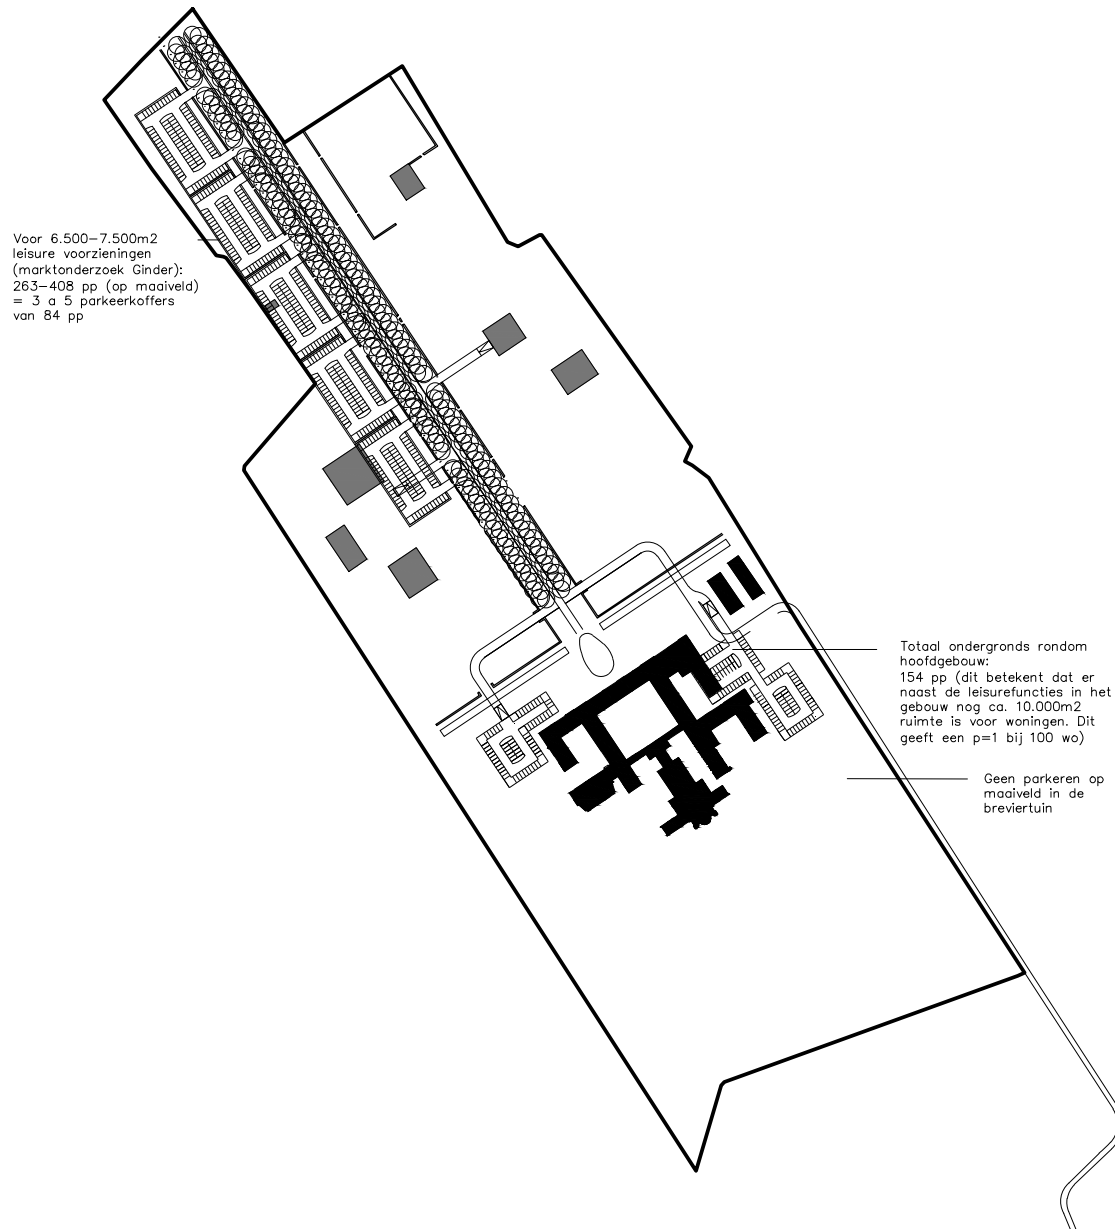 Voor 6.500–7.500m2
leisure voorzieningen
(marktonderzoek Ginder):
263–408 pp (op maaiveld)
= 3 a 5 parkeerkoffers
van 84 pp
Totaal ondergronds rondom
hoofdgebouw:
154 pp (dit betekent dat er
naast de leisurefuncties in het
gebouw nog ca. 10.000m2
ruimte is voor woningen. Dit
geeft een p=1 bij 100 wo)
Geen parkeren op
maaiveld in de
breviertuin